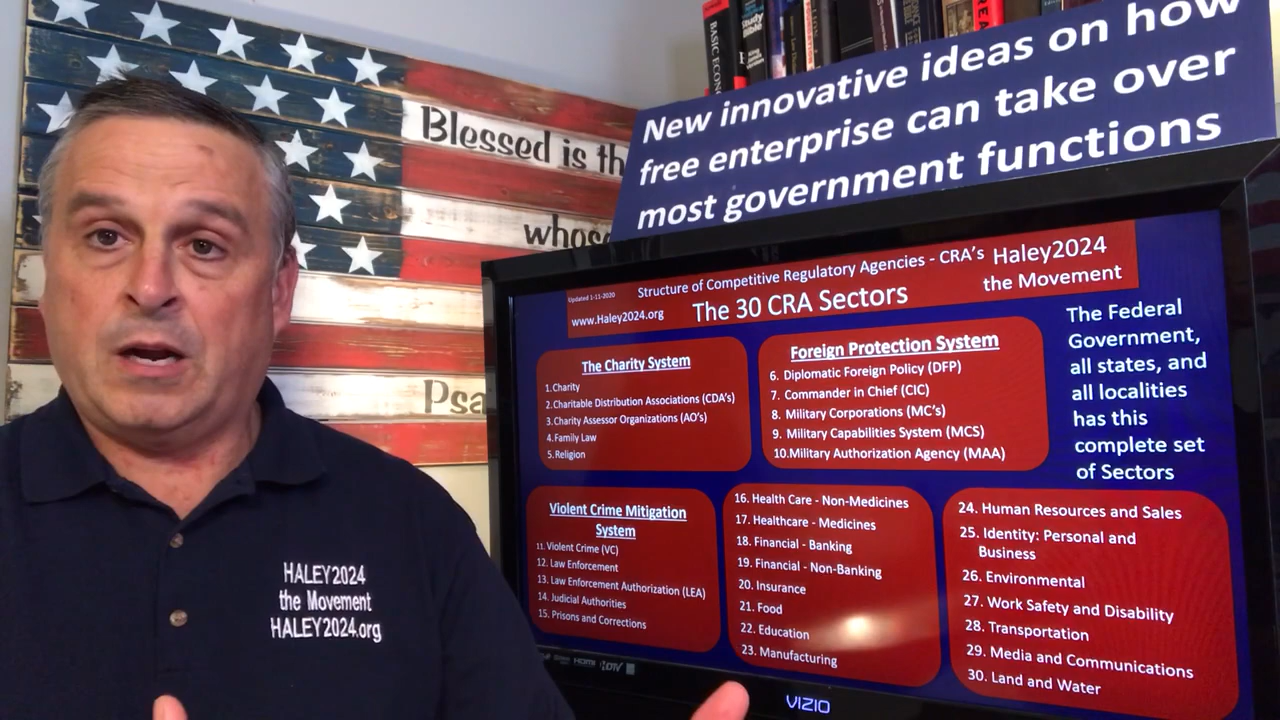 Blessed is th
whos
Psa
BASIC ECON
Study
Bible
New innovative ideas on how
free enterprise can take over
most government functions
Updated 1-11-2020
Structure of Competitive Regulatory Agencies - CRA's
www.Haley2024.org
The 30 CRA Sectors
Haley2024
the Movement
The Charity System
1. Charity
2. Charitable Distribution Associations (CDA's)
3. Charity Assessor Organizations (AO's)
4. Family Law
5. Religion
Foreign Protection System
6. Diplomatic Foreign Policy (DFP)
7. Commander in Chief (CIC)
8. Military Corporations (MC's)
9. Military Capabilities System (MCS)
10. Military Authorization Agency (MAA)
The Federal
Government,
all states, and
all localities
has this
complete set
of Sectors
Violent Crime Mitigation
System
11. Violent Crime (VC)
12. Law Enforcement
13. Law Enforcement Authorization (LEA)
14. Judicial Authorities
15. Prisons and Corrections
16. Health Care - Non-Medicines
17. Healthcare - Medicines
18. Financial - Banking
19. Financial - Non-Banking
20. Insurance
21. Food
22. Education
23. Manufacturing
24. Human Resources and Sales
25. Identity: Personal and
Business
26. Environmental
27. Work Safety and Disability
28. Transportation
29. Media and Communications
30. Land and Water
HDMI
HDTV
VIZIO
HALEY2024
the Movement
HALEY2024.org